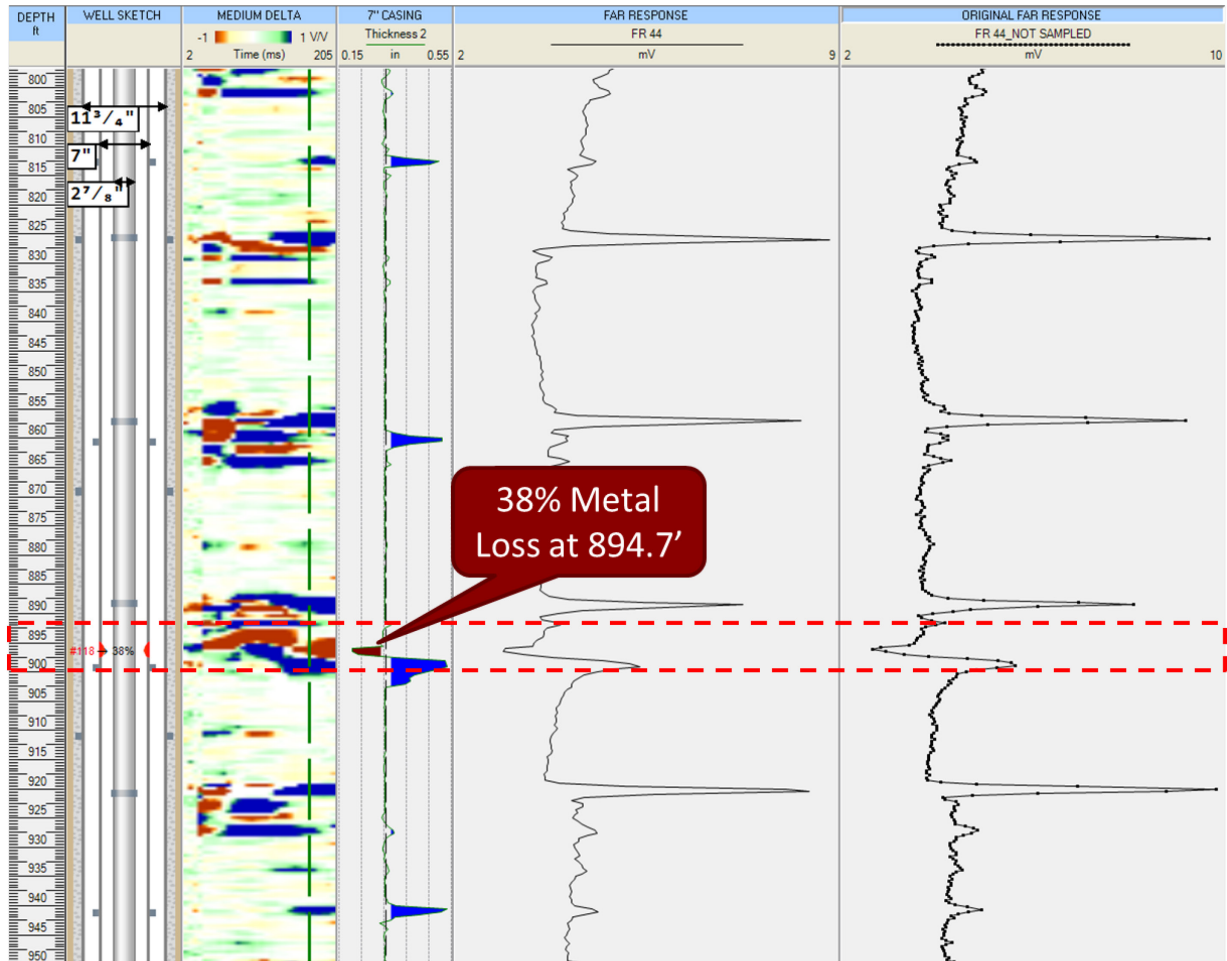 DEPTH
ft
WELL SKETCH
MEDIUM DELTA
-1 1 V/V
2 Time (ms) 205
7" CASING
Thickness 2
0.15 in 0.55
FAR RESPONSE
FR 44
2 mV 9
ORIGINAL FAR RESPONSE
FR 44_NOT SAMPLED
2 mV 10
800
805
810
815
820
825
830
835
840
845
850
855
860
865
870
875
880
885
890
895
900
905
910
915
920
925
930
935
940
945
950
11³/₄"
7"
2⁷/₈"
38% Metal
Loss at 894.7’
#118 38%